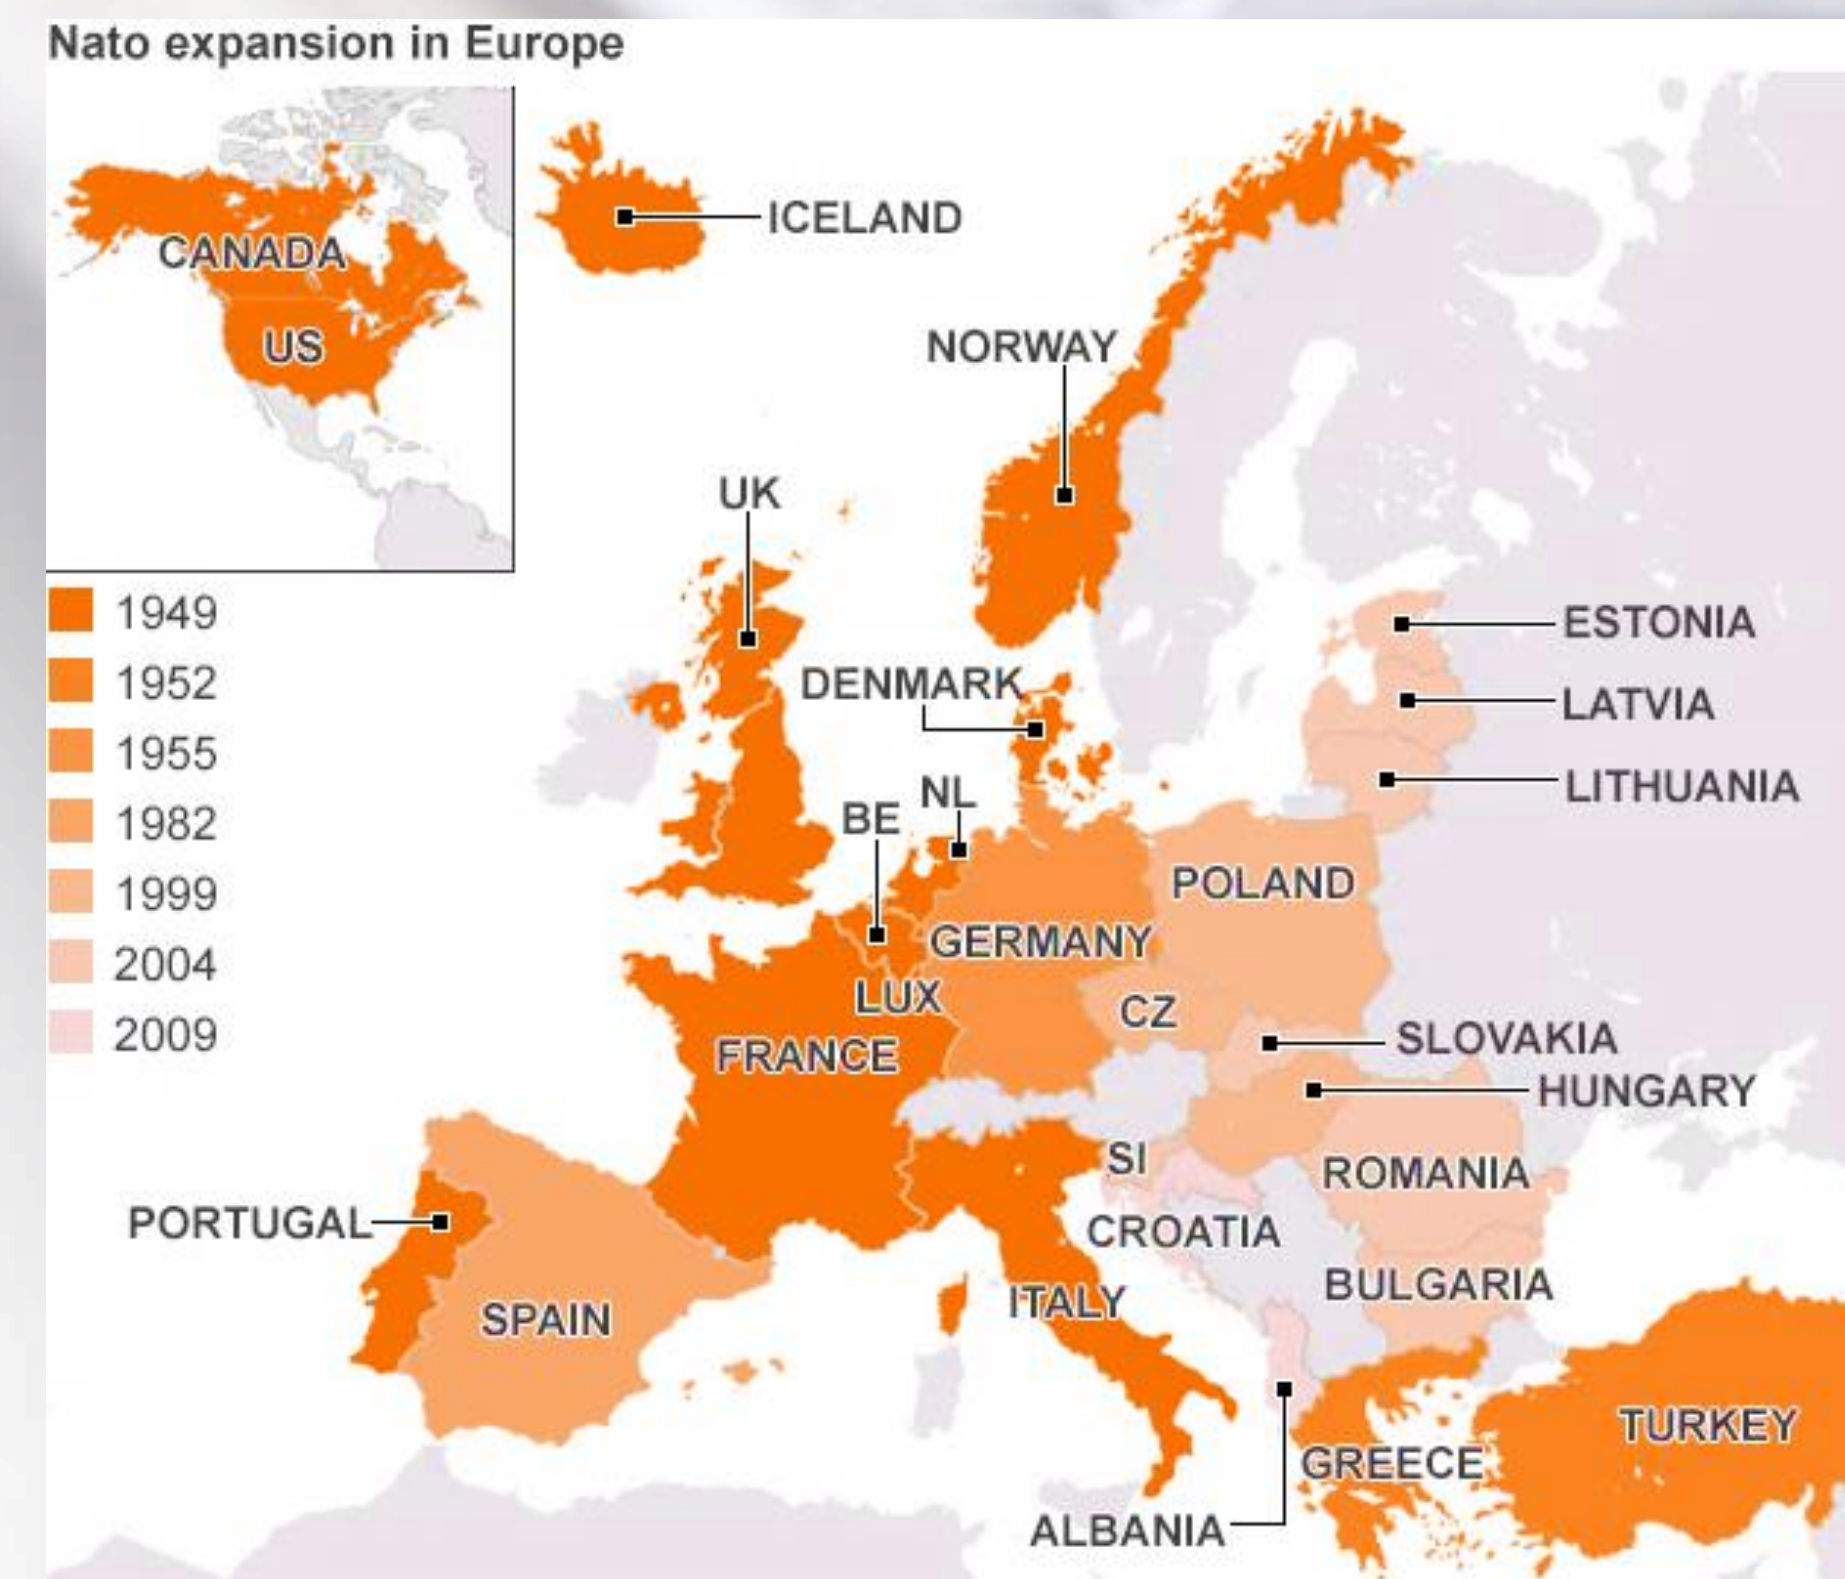 Nato expansion in Europe
CANADA
US
ICELAND
NORWAY
UK
1949
1952
1955
1982
1999
2004
2009
ESTONIA
DENMARK
LATVIA
LITHUANIA
NL
BE
POLAND
GERMANY
LUX
CZ
SLOVAKIA
FRANCE
HUNGARY
SI
ROMANIA
PORTUGAL
CROATIA
BULGARIA
ITALY
SPAIN
TURKEY
GREECE
ALBANIA